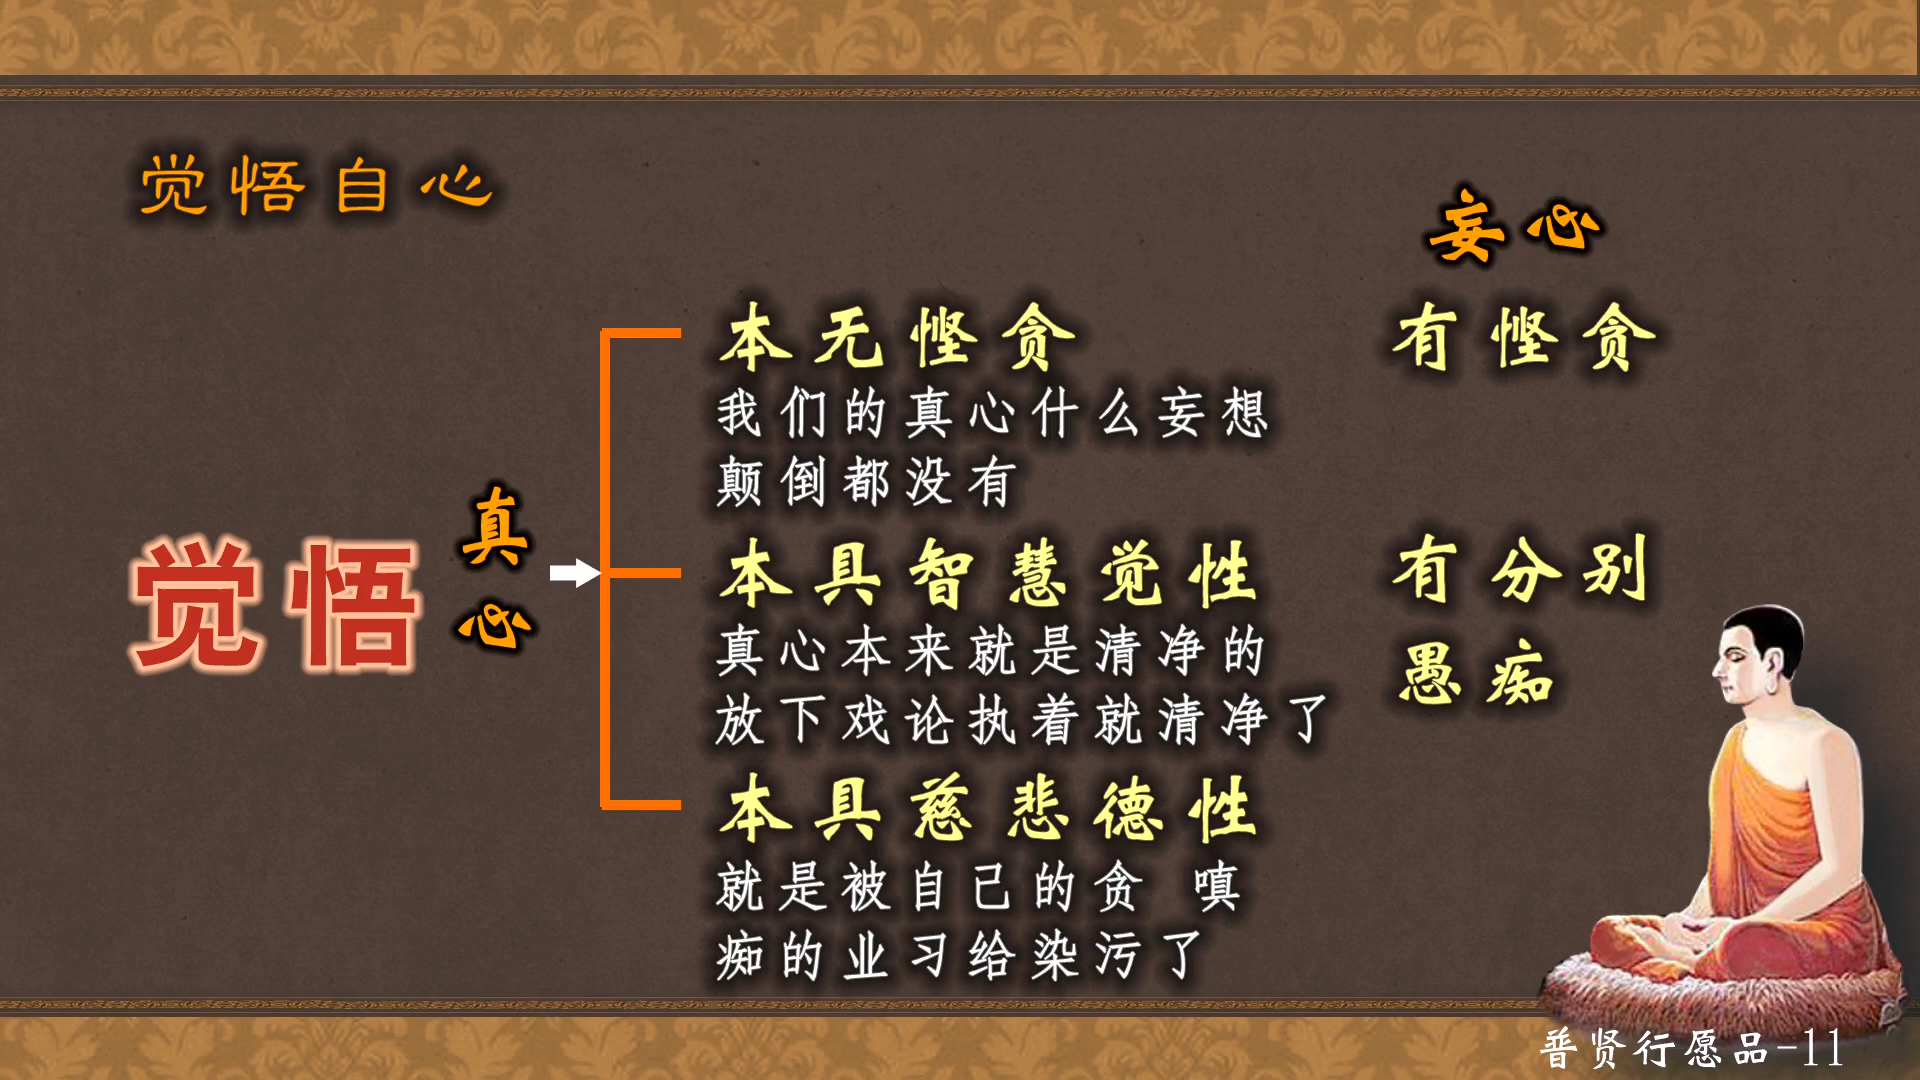 觉悟自心
妄心
本无悭贪
有悭贪
我们的真心什么妄想
颠倒都没有
觉悟
真心
本具智慧觉性
有分别
真心本来就是清净的
愚痴
放下戏论执着就清净了
本具慈悲德性
就是被自己的贪 嗔
痴的业习给染污了
普贤行愿品-11